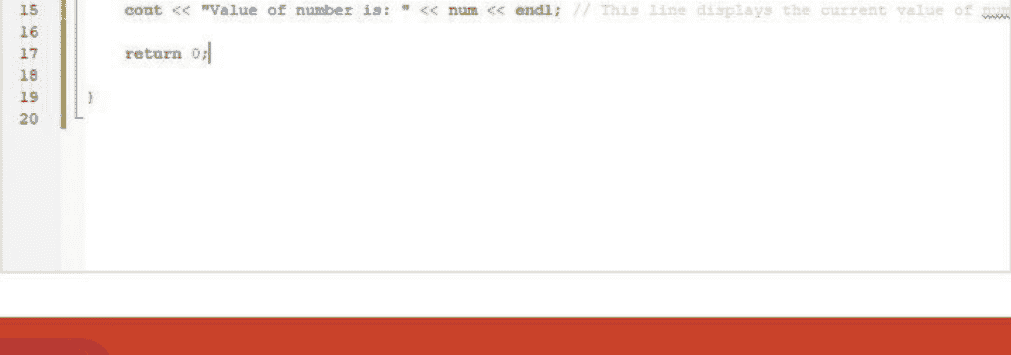 15 cout << "Value of number is: " << num << endl; // This line displays the current value of num
16
17 return 0;
18
19 }
20